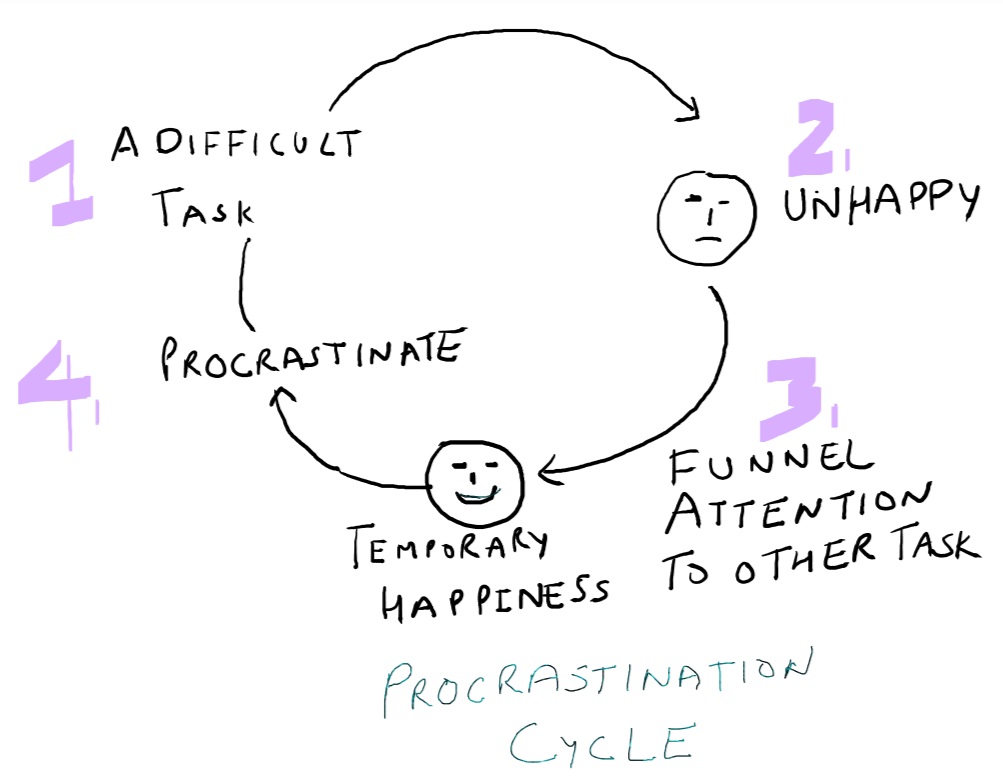 1
A DIFFICULT
TASK
2.
UNHAPPY
3.
FUNNEL
ATTENTION
TO OTHER TASK
TEMPORARY
HAPPINESS
4.
PROCRASTINATE
PROCRASTINATION
CYCLE